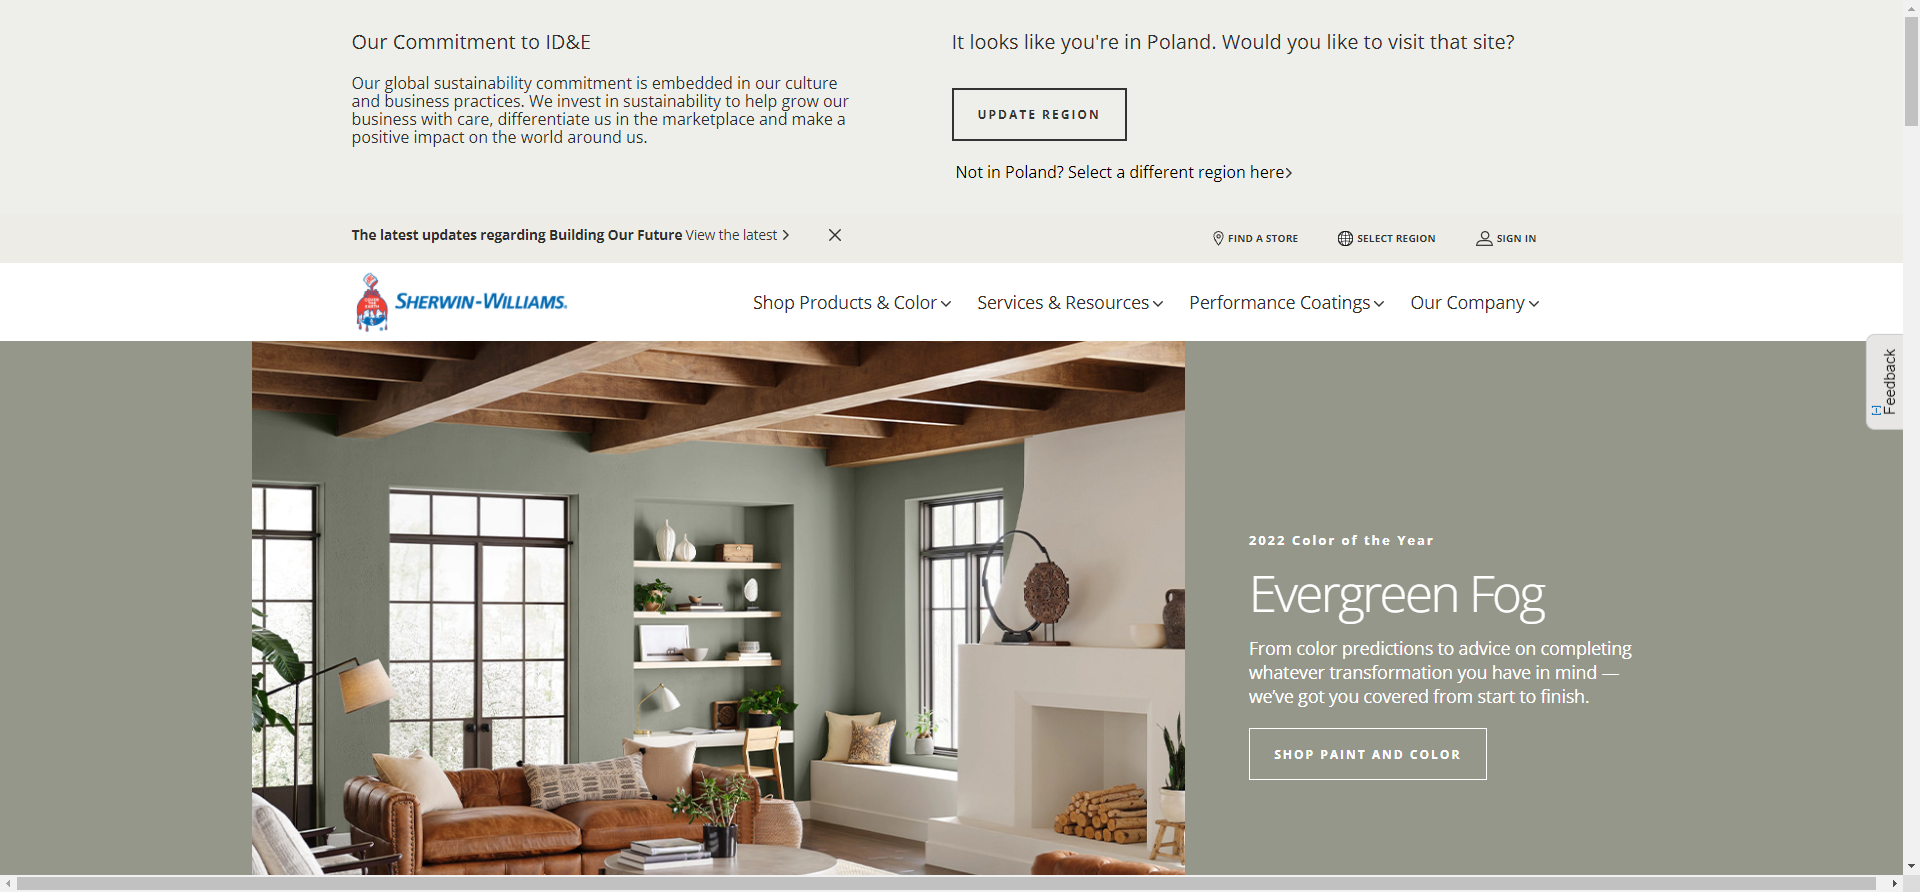 Our Commitment to ID&E
Our global sustainability commitment is embedded in our culture
and business practices. We invest in sustainability to help grow our
business with care, differentiate us in the marketplace and make a
positive impact on the world around us.
It looks like you're in Poland. Would you like to visit that site?
UPDATE REGION
Not in Poland? Select a different region here
The latest updates regarding Building Our Future View the latest
FIND A STORE
SELECT REGION
SIGN IN
COVER THE EARTH
SHERWIN-WILLIAMS.
Shop Products & Color
Services & Resources
Performance Coatings
Our Company
Feedback
2022 Color of the Year
Evergreen Fog
From color predictions to advice on completing
whatever transformation you have in mind —
we’ve got you covered from start to finish.
SHOP PAINT AND COLOR